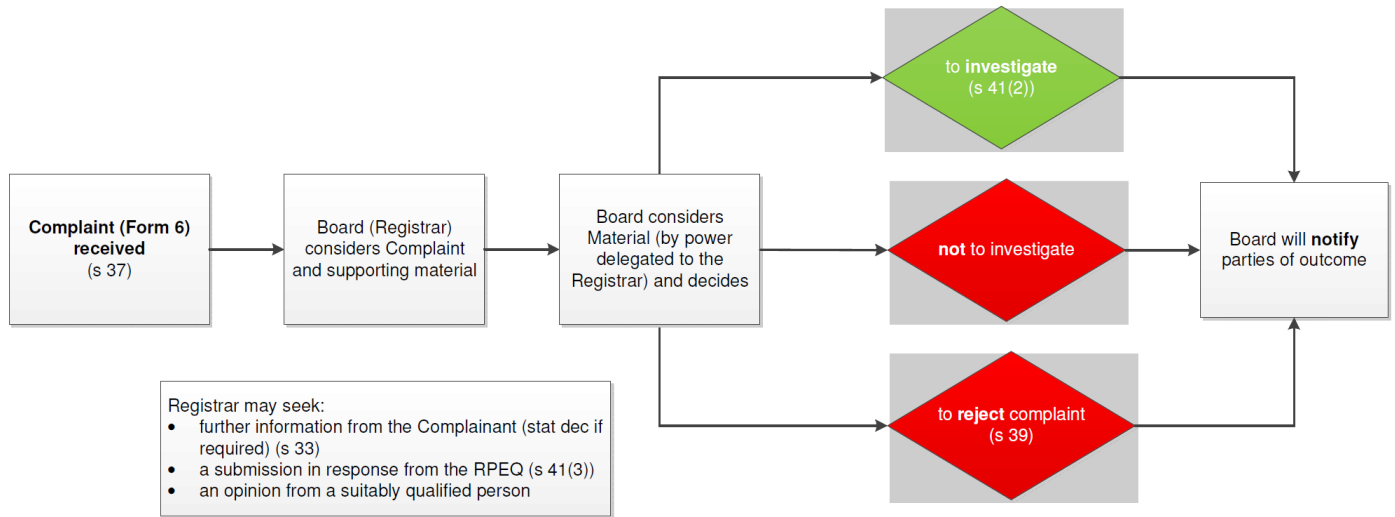 Complaint (Form 6)
received
(s 37)
Board (Registrar)
considers Complaint
and supporting material
Board considers
Material (by power
delegated to the
Registrar) and decides
to investigate
(s 41(2))
not to investigate
to reject complaint
(s 39)
Board will notify
parties of outcome
Registrar may seek:
• further information from the Complainant (stat dec if
required) (s 33)
• a submission in response from the RPEQ (s 41(3))
• an opinion from a suitably qualified person